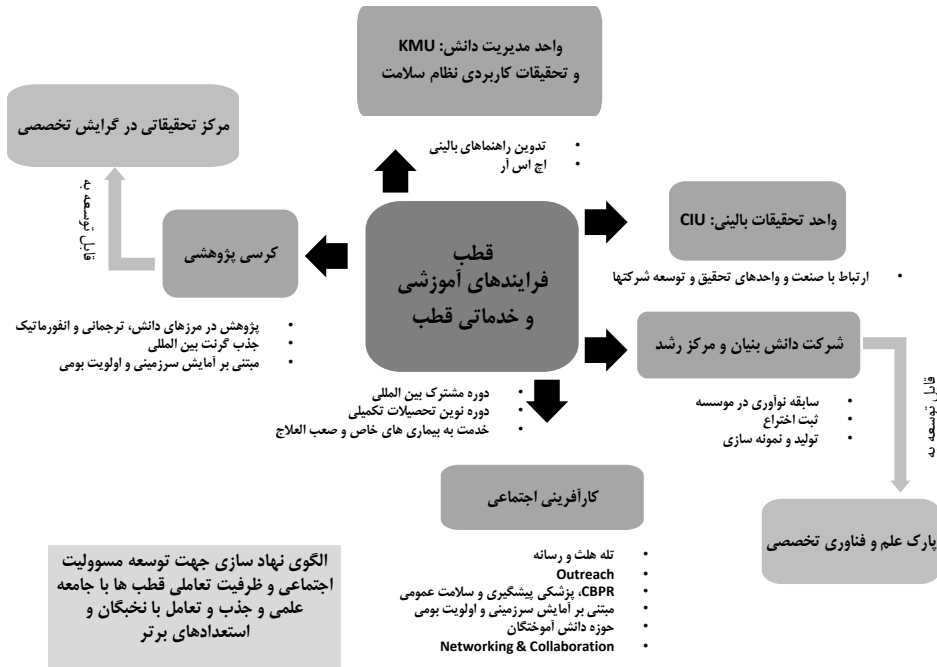 واحد مدیریت دانش: KMU
و تحقیقات کاربردی نظام سلامت
مرکز تحقیقاتی در گرایش تخصصی
• تدوین راهنماهای بالینی
• اچ اس آر
قابل توسعه به
واحد تحقیقات بالینی: CIU
کرسی پژوهشی
قطب
فرایندهای آموزشی
و خدماتی قطب
• ارتباط با صنعت و واحدهای تحقیق و توسعه شرکتها
• پژوهش در مرزهای دانش، ترجمانی و انفورماتیک
• جذب گرنت بین المللی
• مبتنی بر آمایش سرزمینی و اولویت بومی
شرکت دانش بنیان و مرکز رشد
قابل توسعه به
• دوره مشترک بین المللی
• دوره نوین تحصیلات تکمیلی
• خدمت به بیماری های خاص و صعب العلاج
• سابقه نوآوری در موسسه
• ثبت اختراع
• تولید و نمونه سازی
کارآفرینی اجتماعی
پارک علم و فناوری تخصصی
• تله هلث و رسانه
• Outreach
• CBPR، پزشکی پیشگیری و سلامت عمومی
• مبتنی بر آمایش سرزمینی و اولویت بومی
• حوزه دانش آموختگان
• Networking & Collaboration
الگوی نهاد سازی جهت توسعه مسوولیت
اجتماعی و ظرفیت تعاملی قطب ها با جامعه
علمی و جذب و تعامل با نخبگان و
استعدادهای برتر